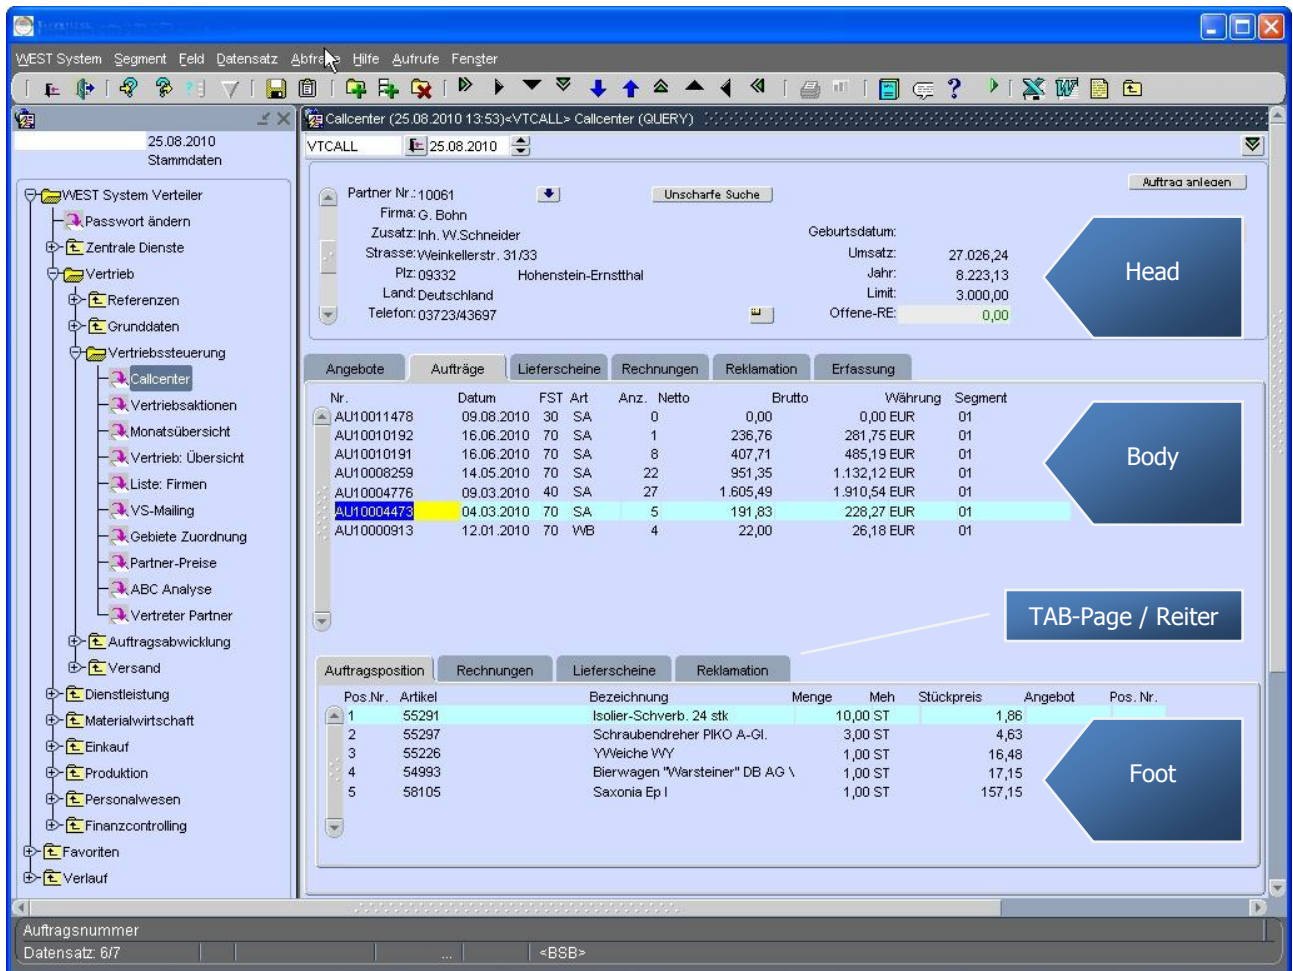 WEST System Segment Feld Datensatz Abfrage Hilfe Aufrufe Fenster
25.08.2010
Stammdaten
WEST System Verteiler
Passwort ändern
Zentrale Dienste
Vertrieb
Referenzen
Grunddaten
Vertriebssteuerung
Callcenter
Vertriebsaktionen
Monatsübersicht
Vertrieb: Übersicht
Liste: Firmen
VS-Mailing
Gebiete Zuordnung
Partner-Preise
ABC Analyse
Vertreter Partner
Auftragsabwicklung
Versand
Dienstleistung
Materialwirtschaft
Einkauf
Produktion
Personalwesen
Finanzcontrolling
Favoriten
Verlauf
Callcenter (25.08.2010 13:53)<VTCALL> Callcenter (QUERY)
VTCALL 25.08.2010
Auftrag anlegen
Partner Nr.: 10061 Unscharfe Suche
Firma: G. Bohn
Zusatz: Inh. W.Schneider Geburtsdatum:
Strasse: Weinkellerstr. 31/33 Umsatz: 27.026,24
Plz: 09332 Hohenstein-Ernstthal Jahr: 8.223,13
Land: Deutschland Limit: 3.000,00
Telefon: 03723/43697 Offene-RE: 0,00
Head
Angebote Aufträge Lieferscheine Rechnungen Reklamation Erfassung
Nr. Datum FST Art Anz. Netto Brutto Währung Segment
AU10011478 09.08.2010 30 SA 0 0,00 0,00 EUR 01
AU10010192 16.06.2010 70 SA 1 236,76 281,75 EUR 01
AU10010191 16.06.2010 70 SA 8 407,71 485,19 EUR 01
AU10008259 14.05.2010 70 SA 22 951,35 1.132,12 EUR 01
AU10004776 09.03.2010 40 SA 27 1.605,49 1.910,54 EUR 01
AU10004473 04.03.2010 70 SA 5 191,83 228,27 EUR 01
AU10000913 12.01.2010 70 WB 4 22,00 26,18 EUR 01
Body
TAB-Page / Reiter
Auftragsposition Rechnungen Lieferscheine Reklamation
Pos.Nr. Artikel Bezeichnung Menge Meh Stückpreis Angebot Pos. Nr.
1 55291 Isolier-Schverb. 24 stk 10,00 ST 1,86
2 55297 Schraubendreher PIKO A-Gl. 3,00 ST 4,63
3 55226 YWeiche WY 1,00 ST 16,48
4 54993 Bierwagen "Warsteiner" DB AG \ 1,00 ST 17,15
5 58105 Saxonia Ep I 1,00 ST 157,15
Foot
Auftragsnummer
Datensatz: 6/7 ... <BSB>